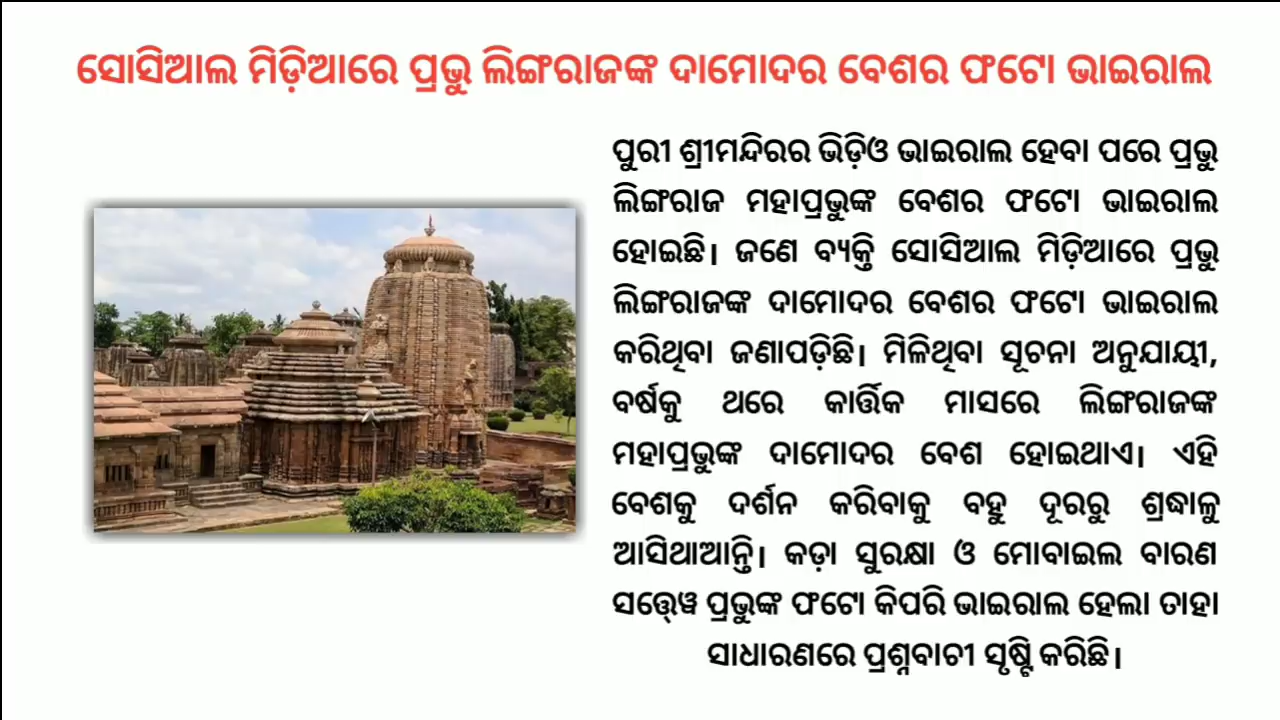 ସୋସିଆଲ ମିଡ଼ିଆରେ ପ୍ରଭୁ ଲିଙ୍ଗରାଜଙ୍କ ଦାମୋଦର ବେଶର ଫଟୋ ଭାଇରାଲ
ପୁରୀ ଶ୍ରୀମନ୍ଦିରର ଭିଡ଼ିଓ ଭାଇରାଲ ହେବା ପରେ ପ୍ରଭୁ
ଲିଙ୍ଗରାଜ ମହାପ୍ରଭୁଙ୍କ ବେଶର ଫଟୋ ଭାଇରାଲ
ହୋଇଛି। ଜଣେ ବ୍ୟକ୍ତି ସୋସିଆଲ ମିଡ଼ିଆରେ ପ୍ରଭୁ
ଲିଙ୍ଗରାଜଙ୍କ ଦାମୋଦର ବେଶର ଫଟୋ ଭାଇରାଲ
କରିଥିବା ଜଣାପଡ଼ିଛି। ମିଳିଥିବା ସୂଚନା ଅନୁଯାୟୀ,
ବର୍ଷକୁ ଥରେ କାର୍ତ୍ତିକ ମାସରେ ଲିଙ୍ଗରାଜଙ୍କ
ମହାପ୍ରଭୁଙ୍କ ଦାମୋଦର ବେଶ ହୋଇଥାଏ। ଏହି
ବେଶକୁ ଦର୍ଶନ କରିବାକୁ ବହୁ ଦୂରରୁ ଶ୍ରଦ୍ଧାଳୁ
ଆସିଥାଆନ୍ତି। କଡ଼ା ସୁରକ୍ଷା ଓ ମୋବାଇଲ ବାରଣ
ସତ୍ତ୍ୱେ ପ୍ରଭୁଙ୍କ ଫଟୋ କିପରି ଭାଇରାଲ ହେଲା ତାହା
ସାଧାରଣରେ ପ୍ରଶ୍ନବାଚୀ ସୃଷ୍ଟି କରିଛି।